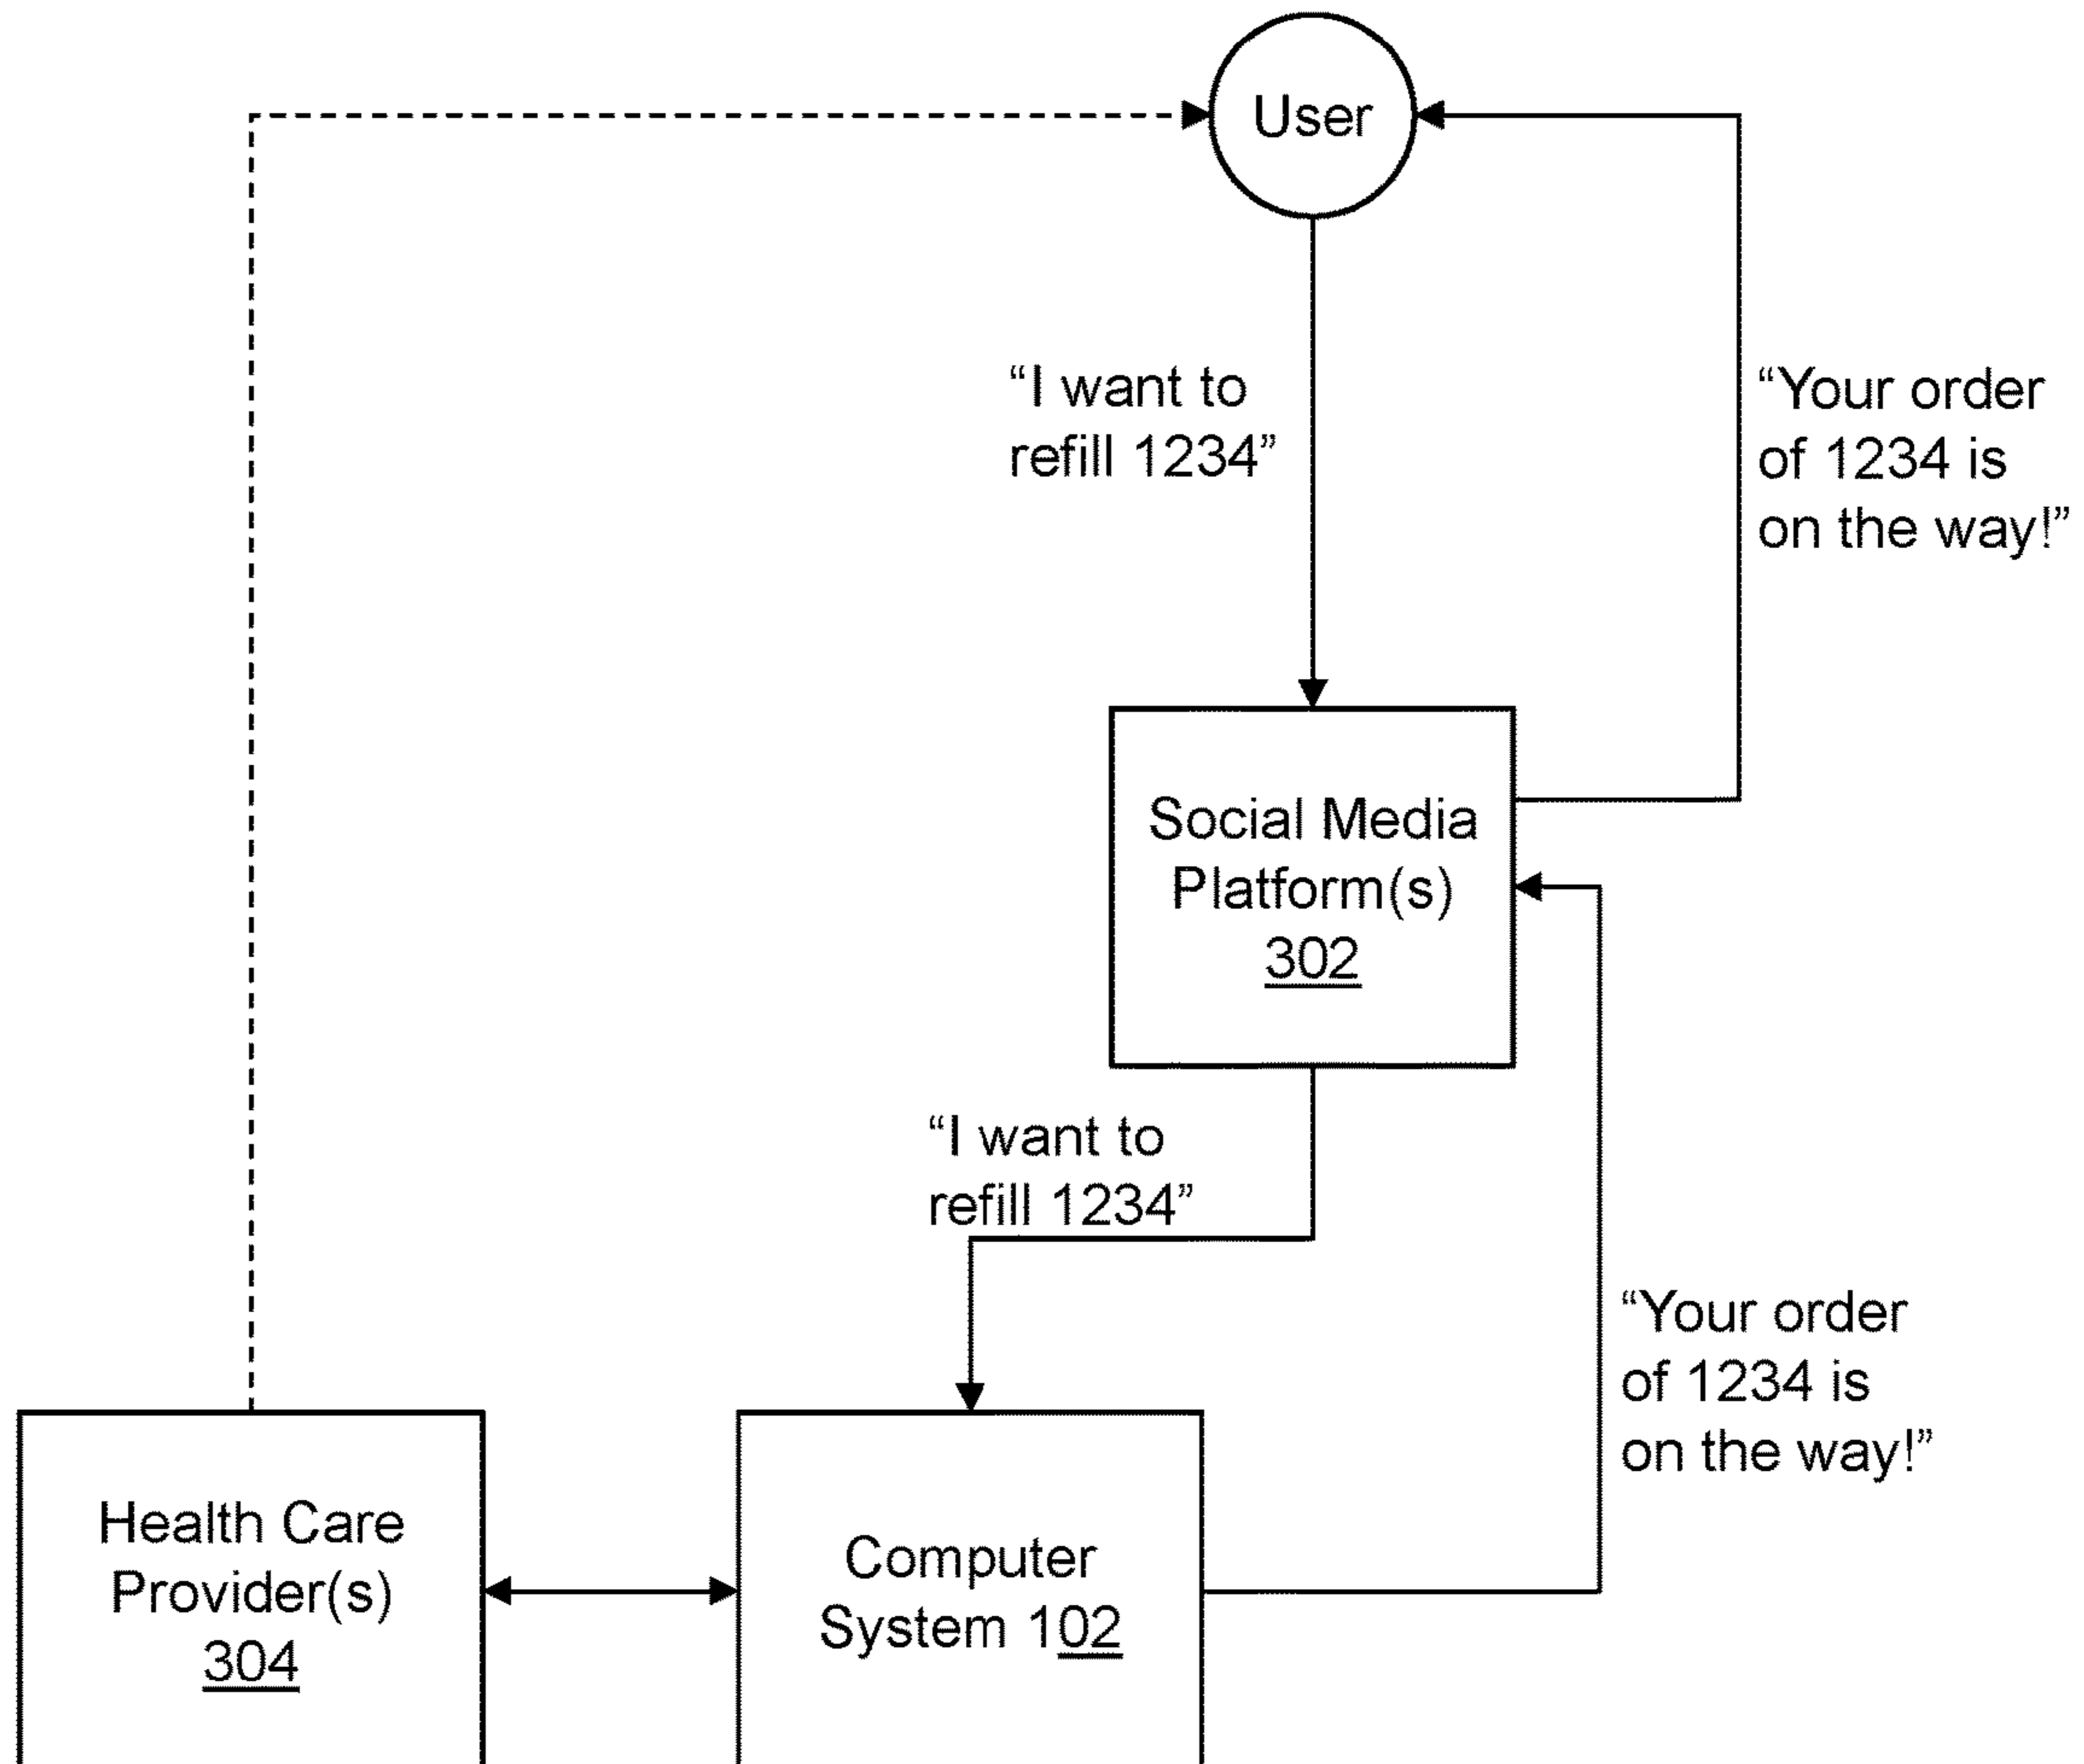 User
“I want to
refill 1234”
“Your order
of 1234 is
on the way!”
Social Media
Platform(s)
302
“I want to
refill 1234”
“Your order
of 1234 is
on the way!”
Health Care
Provider(s)
304
Computer
System 102